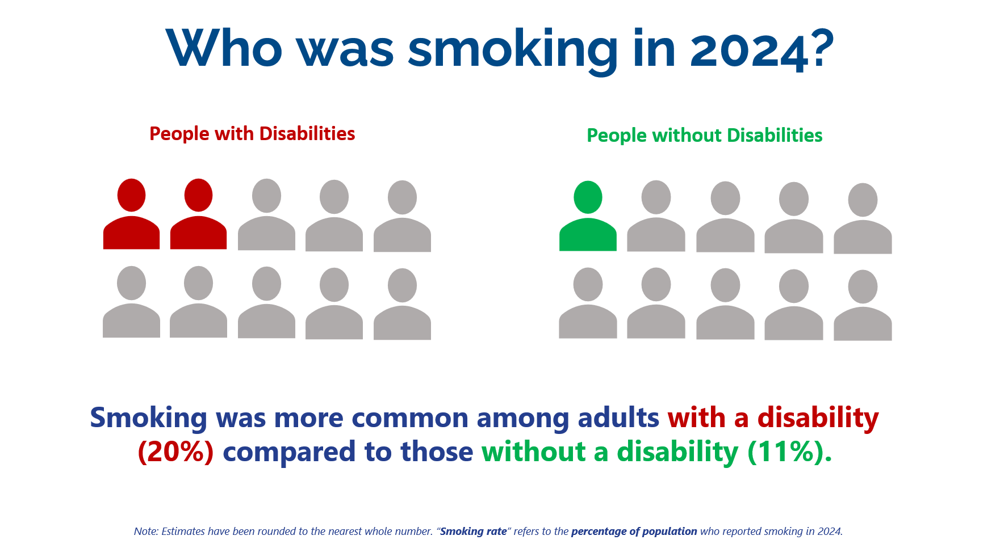 Who was smoking in 2024?
People with Disabilities
People without Disabilities
Smoking was more common among adults with a disability
(20%) compared to those without a disability (11%).
Note: Estimates have been rounded to the nearest whole number. “Smoking rate” refers to the percentage of population who reported smoking in 2024.